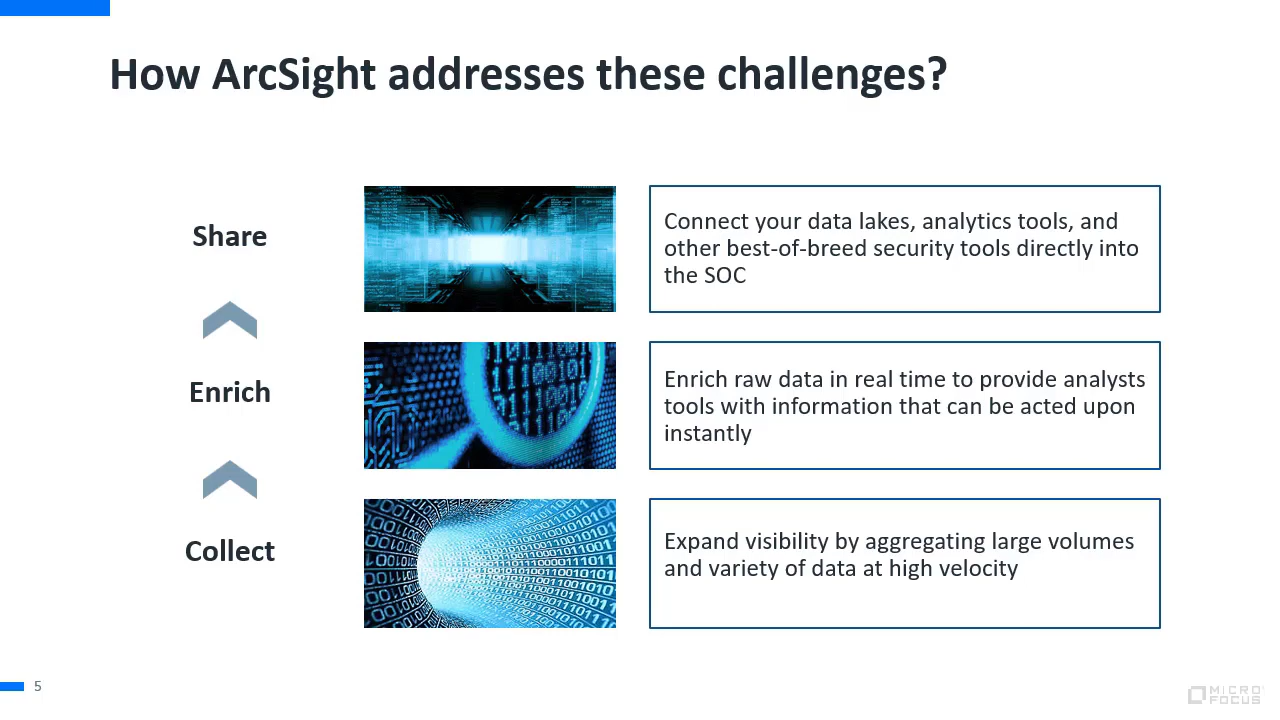 How ArcSight addresses these challenges?
Share
Connect your data lakes, analytics tools, and
other best-of-breed security tools directly into
the SOC
Enrich
Enrich raw data in real time to provide analysts
tools with information that can be acted upon
instantly
Collect
Expand visibility by aggregating large volumes
and variety of data at high velocity
5
MICRO
FOCUS